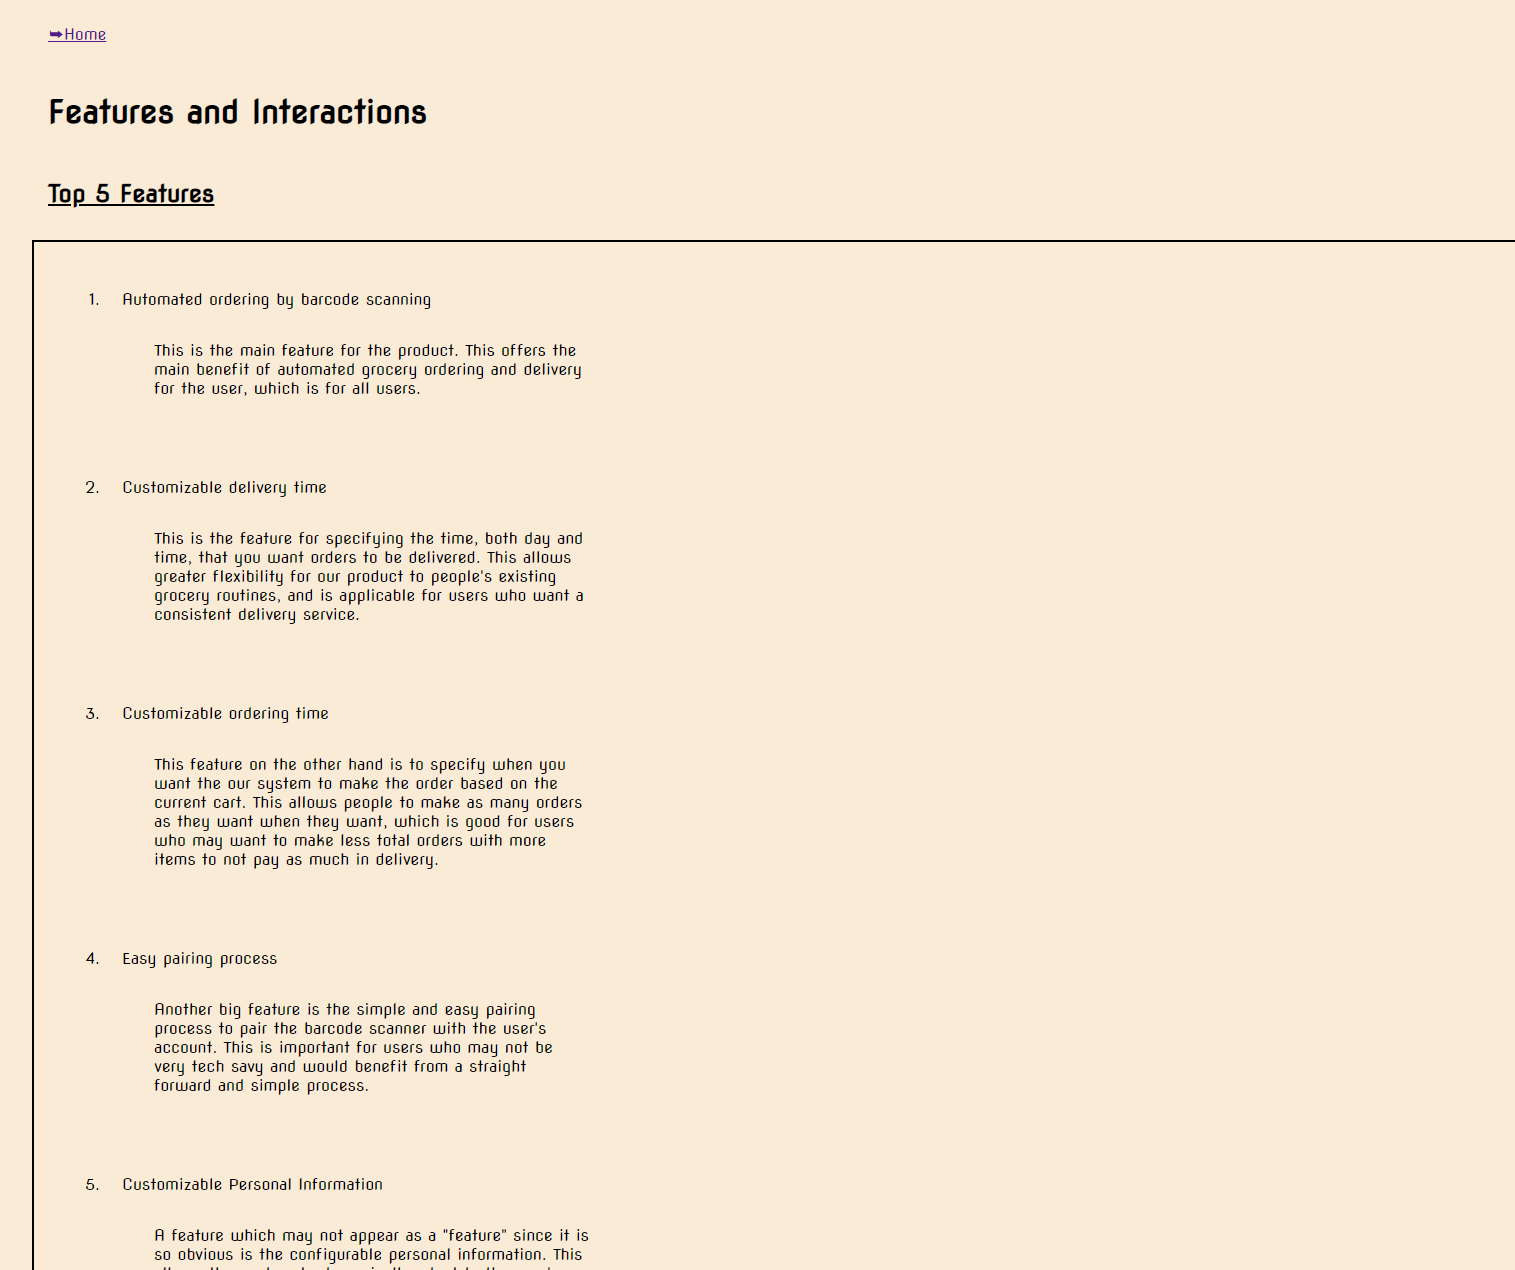 ➥Home
Features and Interactions
Top 5 Features
1. Automated ordering by barcode scanning
This is the main feature for the product. This offers the
main benefit of automated grocery ordering and delivery
for the user, which is for all users.
2. Customizable delivery time
This is the feature for specifying the time, both day and
time, that you want orders to be delivered. This allows
greater flexibility for our product to people's existing
grocery routines, and is applicable for users who want a
consistent delivery service.
3. Customizable ordering time
This feature on the other hand is to specify when you
want the our system to make the order based on the
current cart. This allows people to make as many orders
as they want when they want, which is good for users
who may want to make less total orders with more
items to not pay as much in delivery.
4. Easy pairing process
Another big feature is the simple and easy pairing
process to pair the barcode scanner with the user's
account. This is important for users who may not be
very tech savy and would benefit from a straight
forward and simple process.
5. Customizable Personal Information
A feature which may not appear as a "feature" since it is
so obvious is the configurable personal information. This